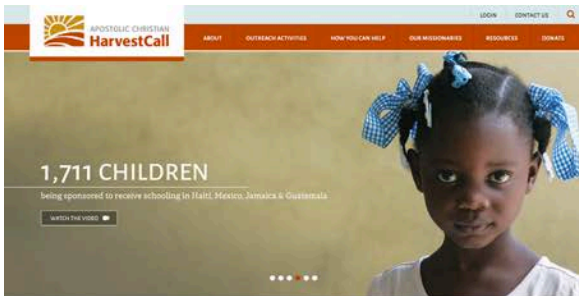 LOGIN CONTACT US
APOSTOLIC CHRISTIAN
HarvestCall
ABOUT OUTREACH ACTIVITIES HOW YOU CAN HELP OUR MISSIONARIES RESOURCES DONATE
1,711 CHILDREN
being sponsored to receive schooling in Haiti, Mexico, Jamaica & Guatemala
WATCH THE VIDEO